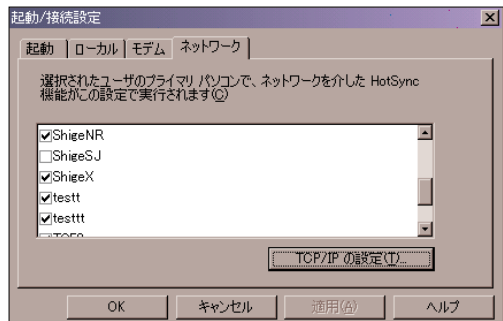 起動/接続設定
起動 ローカル モデム ネットワーク
選択されたユーザのプライマリ パソコンで、ネットワークを介した HotSync
機能がこの設定で実行されます(C)
ShigeNR
ShigeSJ
ShigeX
testt
testtt
TCP/IP の設定(T)...
OK キャンセル 適用(A) ヘルプ